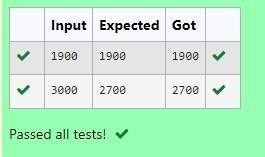 Input Expected Got
1900 1900 1900
3000 2700 2700
Passed all tests!